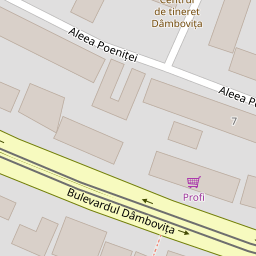 Centrul
de tineret
Dâmbovița
Aleea Poeniței
Aleea Po
7
Profi
Bulevardul Dâmbovița